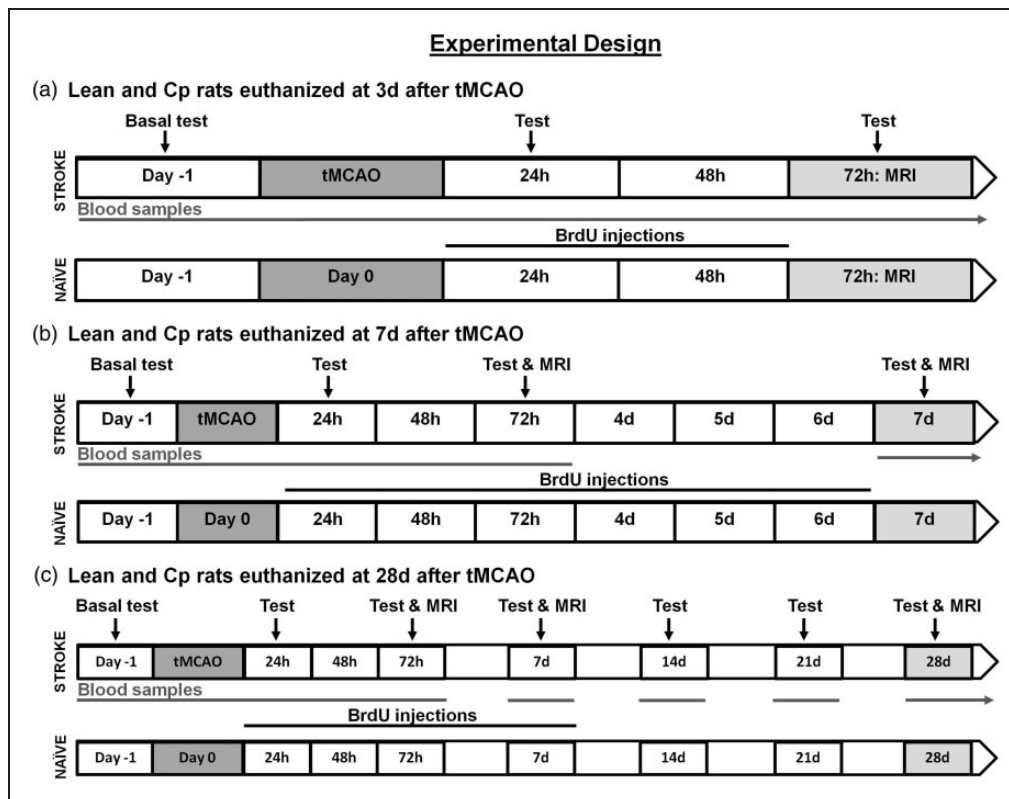 Experimental Design
(a) Lean and Cp rats euthanized at 3d after tMCAO
Basal test Test Test
STROKE
Day -1 tMCAO 24h 48h 72h: MRI
Blood samples
BrdU injections
NAÏVE
Day -1 Day 0 24h 48h 72h: MRI
(b) Lean and Cp rats euthanized at 7d after tMCAO
Basal test Test Test & MRI Test & MRI
STROKE
Day -1 tMCAO 24h 48h 72h 4d 5d 6d 7d
Blood samples
BrdU injections
NAÏVE
Day -1 Day 0 24h 48h 72h 4d 5d 6d 7d
(c) Lean and Cp rats euthanized at 28d after tMCAO
Basal test Test Test & MRI Test & MRI Test Test Test & MRI
STROKE
Day -1 tMCAO 24h 48h 72h 7d 14d 21d 28d
Blood samples
BrdU injections
NAÏVE
Day -1 Day 0 24h 48h 72h 7d 14d 21d 28d